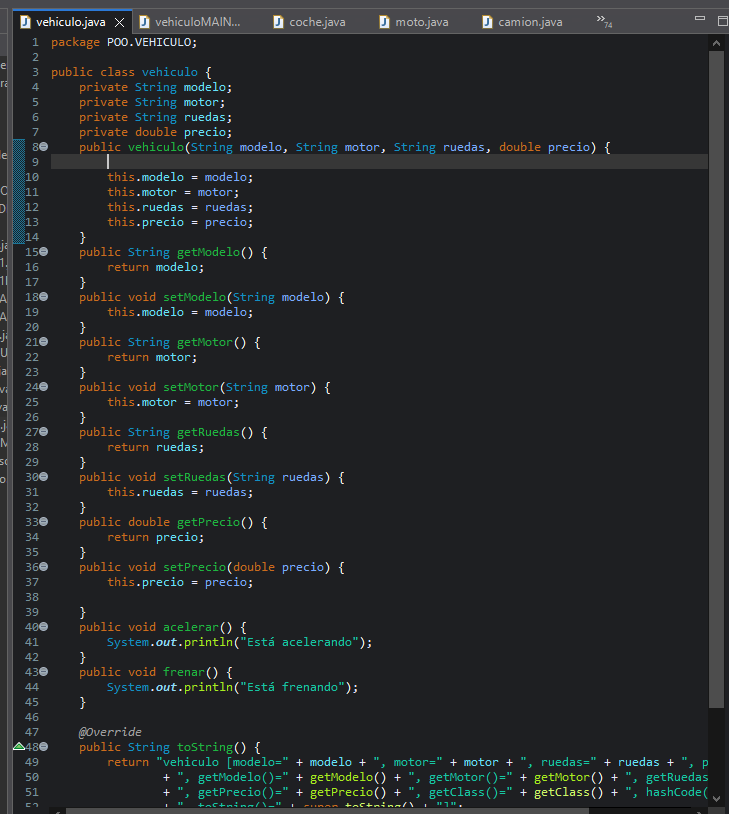 vehiculo.java vehiculoMAIN... coche.java moto.java camion.java 74
1 package POO.VEHICULO;
2
3 public class vehiculo {
4 private String modelo;
5 private String motor;
6 private String ruedas;
7 private double precio;
8 public vehiculo(String modelo, String motor, String ruedas, double precio) {
9
10 this.modelo = modelo;
11 this.motor = motor;
12 this.ruedas = ruedas;
13 this.precio = precio;
14 }
15 public String getModelo() {
16 return modelo;
17 }
18 public void setModelo(String modelo) {
19 this.modelo = modelo;
20 }
21 public String getMotor() {
22 return motor;
23 }
24 public void setMotor(String motor) {
25 this.motor = motor;
26 }
27 public String getRuedas() {
28 return ruedas;
29 }
30 public void setRuedas(String ruedas) {
31 this.ruedas = ruedas;
32 }
33 public double getPrecio() {
34 return precio;
35 }
36 public void setPrecio(double precio) {
37 this.precio = precio;
38
39 }
40 public void acelerar() {
41 System.out.println("Está acelerando");
42 }
43 public void frenar() {
44 System.out.println("Está frenando");
45 }
46
47 @Override
48 public String toString() {
49 return "vehiculo [modelo=" + modelo + ", motor=" + motor + ", ruedas=" + ruedas + ", p
50 + ", getModelo()=" + getModelo() + ", getMotor()=" + getMotor() + ", getRuedas
51 + ", getPrecio()=" + getPrecio() + ", getClass()=" + getClass() + ", hashCode(
52 + ", toString()=" + super.toString() + "]";